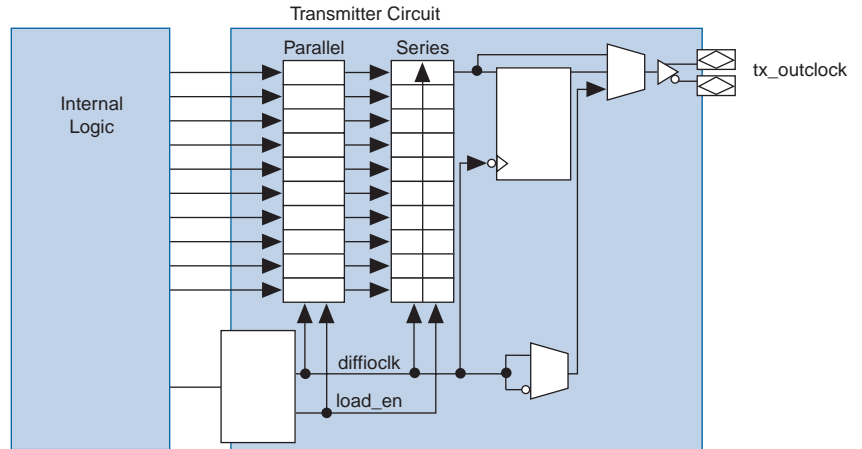 Transmitter Circuit
Parallel
Series
Internal
Logic
tx_outclock
diffioclk
load_en